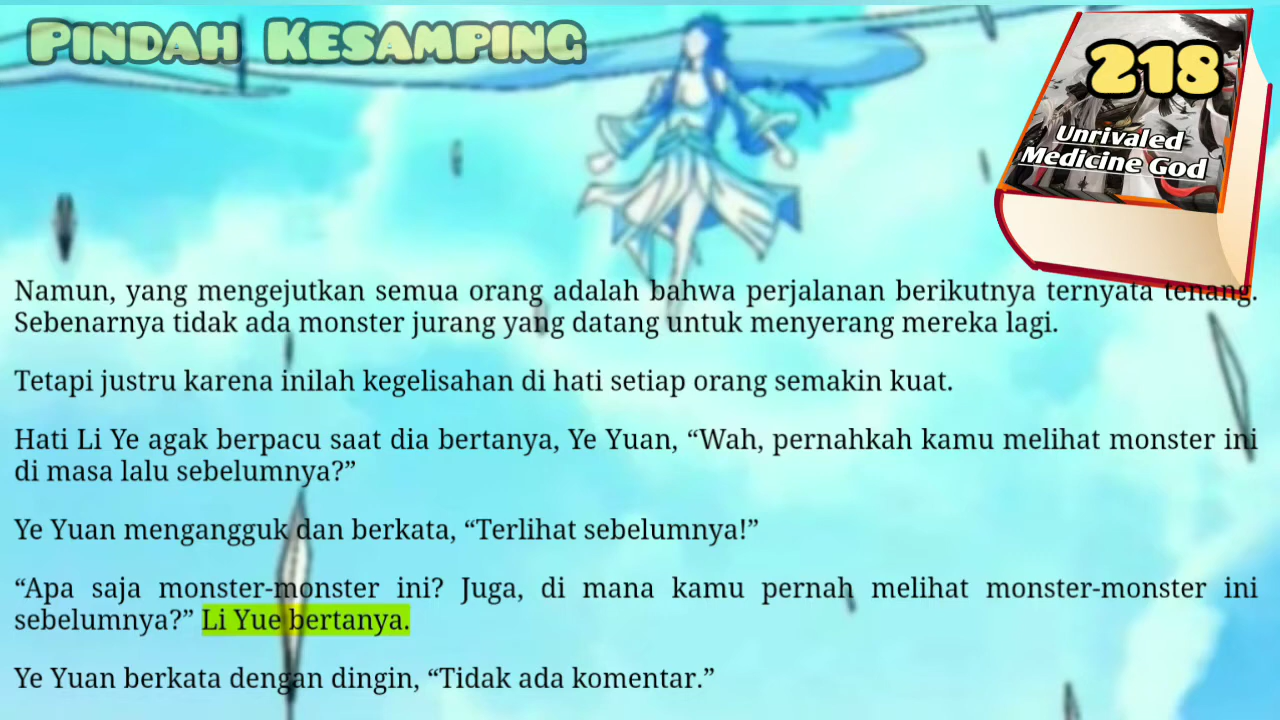 Pindah Kesamping
218
Unrivaled
Medicine God
Namun, yang mengejutkan semua orang adalah bahwa perjalanan berikutnya ternyata tenang.
Sebenarnya tidak ada monster jurang yang datang untuk menyerang mereka lagi.
Tetapi justru karena inilah kegelisahan di hati setiap orang semakin kuat.
Hati Li Ye agak berpacu saat dia bertanya, Ye Yuan, “Wah, pernahkah kamu melihat monster ini
di masa lalu sebelumnya?”
Ye Yuan mengangguk dan berkata, “Terlihat sebelumnya!”
“Apa saja monster-monster ini? Juga, di mana kamu pernah melihat monster-monster ini
sebelumnya?” Li Yue bertanya.
Ye Yuan berkata dengan dingin, “Tidak ada komentar.”